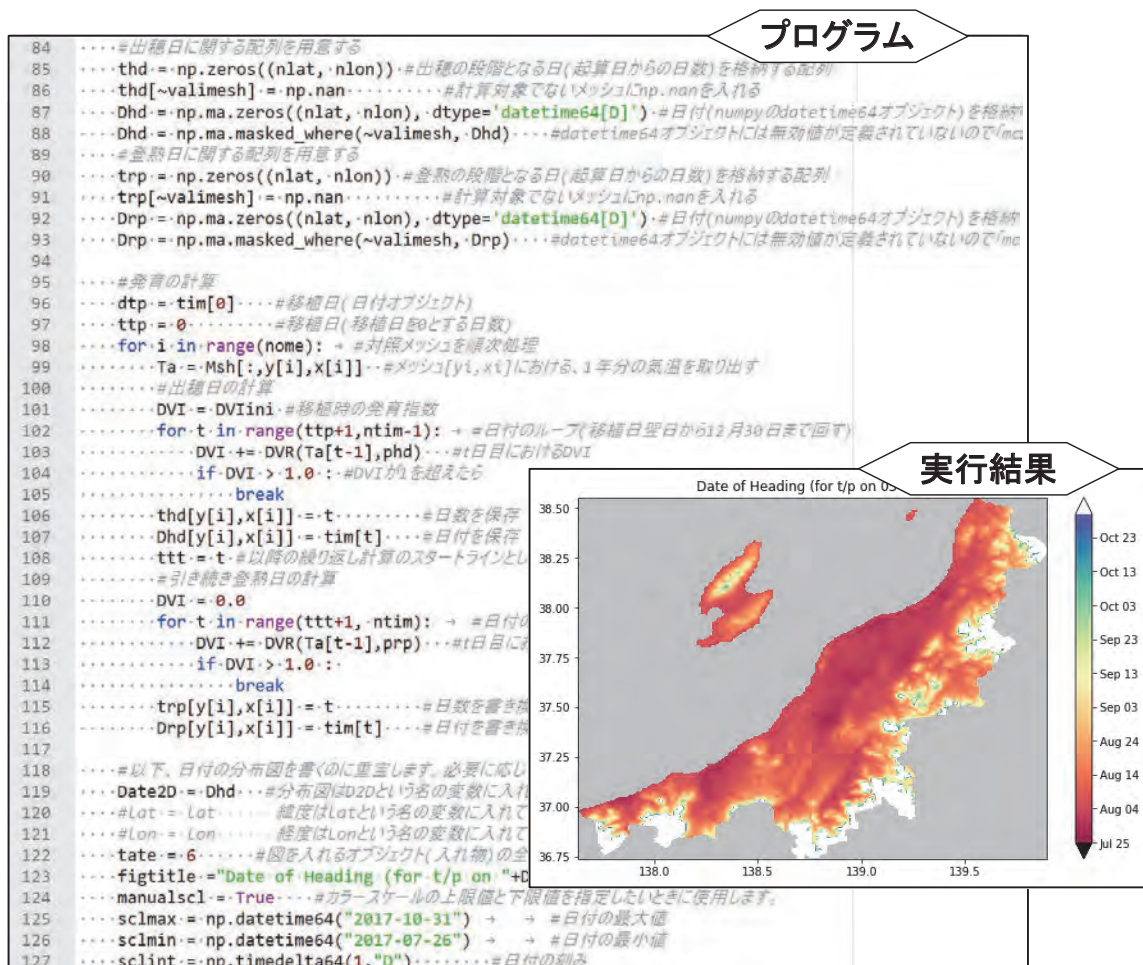 プログラム
84 ····#出穂日に関する配列を用意する
85 ····thd·=·np.zeros((nlat,·nlon))·#出穂の段階となる日(起算日からの日数)を格納する配列
86 ····thd[~valimesh]·=·np.nan··········#計算対象でないメッシュにnp.nanを入れる
87 ····Dhd·=·np.ma.zeros((nlat,·nlon),·dtype='datetime64[D]')·#日付(numpyのdatetime64オブジェクト)を格納
88 ····Dhd·=·np.ma.masked_where(~valimesh,·Dhd)····#datetime64オブジェクトには無効値が定義されていないので「ma
89 ····#登熟日に関する配列を用意する
90 ····trp·=·np.zeros((nlat,·nlon))·#登熟の段階となる日(起算日からの日数)を格納する配列
91 ····trp[~valimesh]·=·np.nan··········#計算対象でないメッシュにnp.nanを入れる
92 ····Drp·=·np.ma.zeros((nlat,·nlon),·dtype='datetime64[D]')·#日付(numpyのdatetime64オブジェクト)を格納
93 ····Drp·=·np.ma.masked_where(~valimesh,·Drp)····#datetime64オブジェクトには無効値が定義されていないので「ma
94
95 ····#発育の計算
96 ····dtp·=·tim[0]····#移植日(日付オブジェクト)
97 ····ttp·=·0·········#移植日(移植日を0とする日数)
98 ····for·i·in·range(nome):·→·#対照メッシュを順次処理
99 ········Ta·=·Msh[:,y[i],x[i]]··#メッシュ[yi,xi]における、1年分の気温を取り出す
100 ········#出穂日の計算
101 ········DVI·=·DVIini·#移植時の発育指数
102 ········for·t·in·range(ttp+1,ntim-1):·→·#日付のループ(移植日翌日から12月30日まで回す)
103 ············DVI·+=·DVR(Ta[t-1],phd)···#t日目におけるDVI
104 ············if·DVI·>·1.0·:·#DVIが1を超えたら
105 ················break
106 ········thd[y[i],x[i]]·=·t·········#日数を保存
107 ········Dhd[y[i],x[i]]·=·tim[t]····#日付を保存
108 ········ttt·=·t·#以降の繰り返し計算のスタートラインとし
109 ········#引き続き登熟日の計算
110 ········DVI·=·0.0
111 ········for·t·in·range(ttt+1,·ntim):·→·#日付の
112 ············DVI·+=·DVR(Ta[t-1],prp)···#t日目にお
113 ············if·DVI·>·1.0·:·
114 ················break
115 ········trp[y[i],x[i]]·=·t·········#日数を書き換
116 ········Drp[y[i],x[i]]·=·tim[t]····#日付を書き換
117
118 ····#以下、日付の分布図を書くのに重宝します。必要に応じ
119 ····Date2D·=·Dhd···#分布図はD2Dという名の変数に入れ
120 ····#Lat·=·Lat······緯度はLatという名の変数に入れて
121 ····#Lon·=·Lon······経度はLonという名の変数に入れて
122 ····tate·=·6······#図を入れるオブジェクト(入れ物)の全
123 ····figtitle·="Date·of·Heading·(for·t/p·on·"+D
124 ····manualscl·=·True····#カラースケールの上限値と下限値を指定したいときに使用します。
125 ····sclmax·=·np.datetime64("2017-10-31")·→·→·#日付の最大値
126 ····sclmin·=·np.datetime64("2017-07-26")·→·→·#日付の最小値
127 ····sclint·=·np.timedelta64(1,"D")········#日付の刻み
実行結果
Date of Heading (for t/p on 05
38.50
38.25
38.00
37.75
37.50
37.25
37.00
36.75
138.0 138.5 139.0 139.5
Oct 23
Oct 13
Oct 03
Sep 23
Sep 13
Sep 03
Aug 24
Aug 14
Aug 04
Jul 25